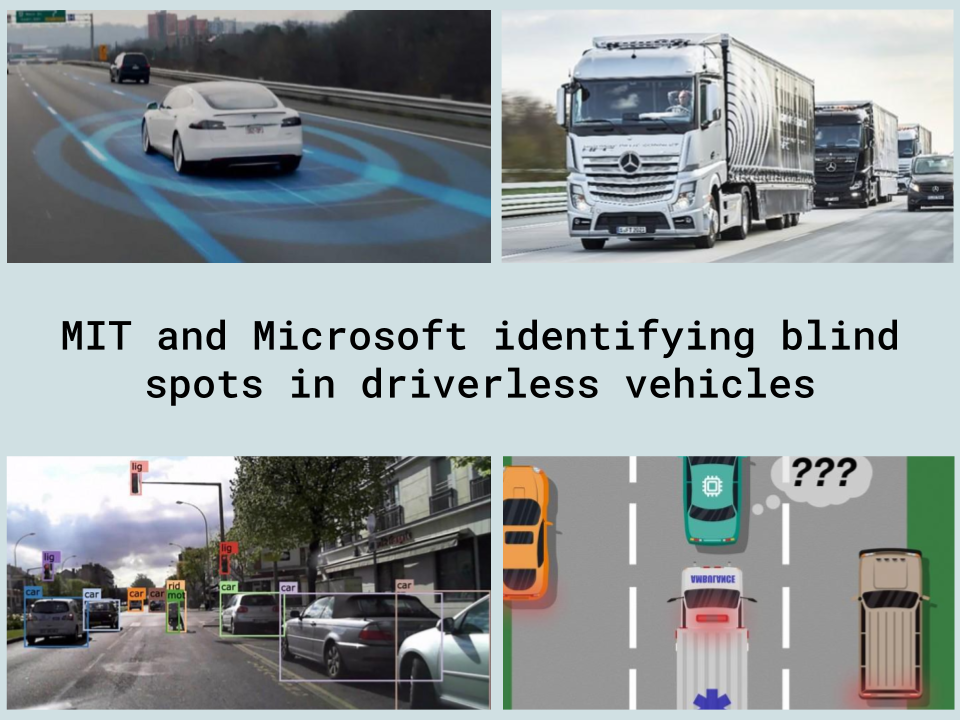 MIT and Microsoft identifying blind
spots in driverless vehicles
lig
lig
lig
car
car
car
car
rid
mot
car
car
car
???
AMBULANCE